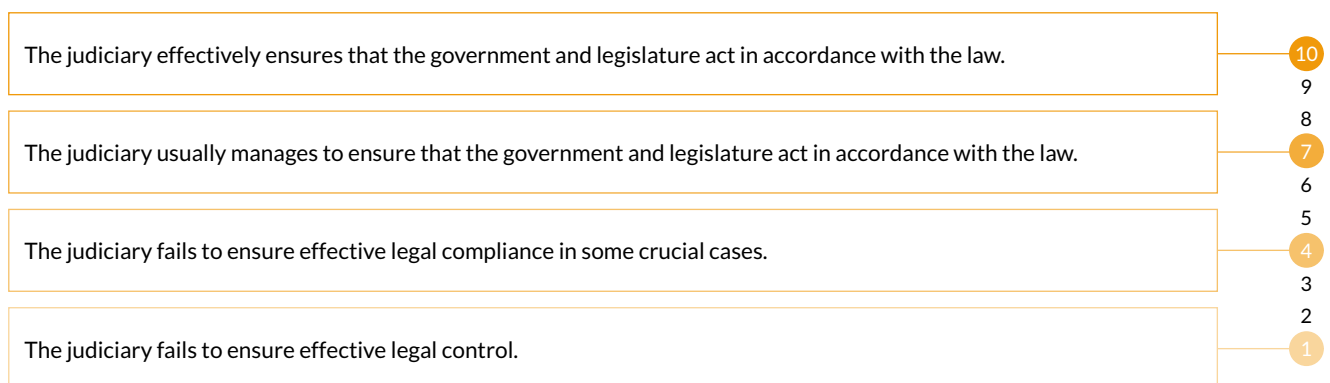 The judiciary effectively ensures that the government and legislature act in accordance with the law.
10
9
8
The judiciary usually manages to ensure that the government and legislature act in accordance with the law.
7
6
5
The judiciary fails to ensure effective legal compliance in some crucial cases.
4
3
2
The judiciary fails to ensure effective legal control.
1